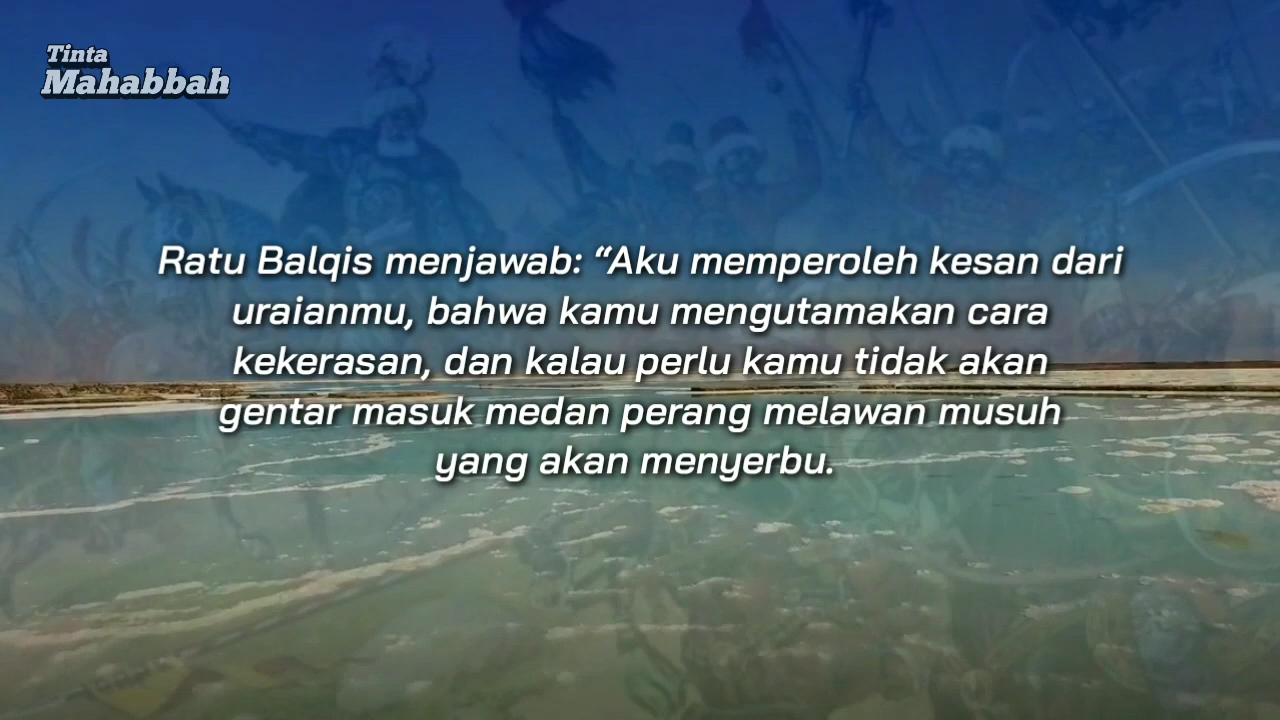 Tinta
Mahabbah
Ratu Balqis menjawab: “Aku memperoleh kesan dari
uraianmu, bahwa kamu mengutamakan cara
kekerasan, dan kalau perlu kamu tidak akan
gentar masuk medan perang melawan musuh
yang akan menyerbu.